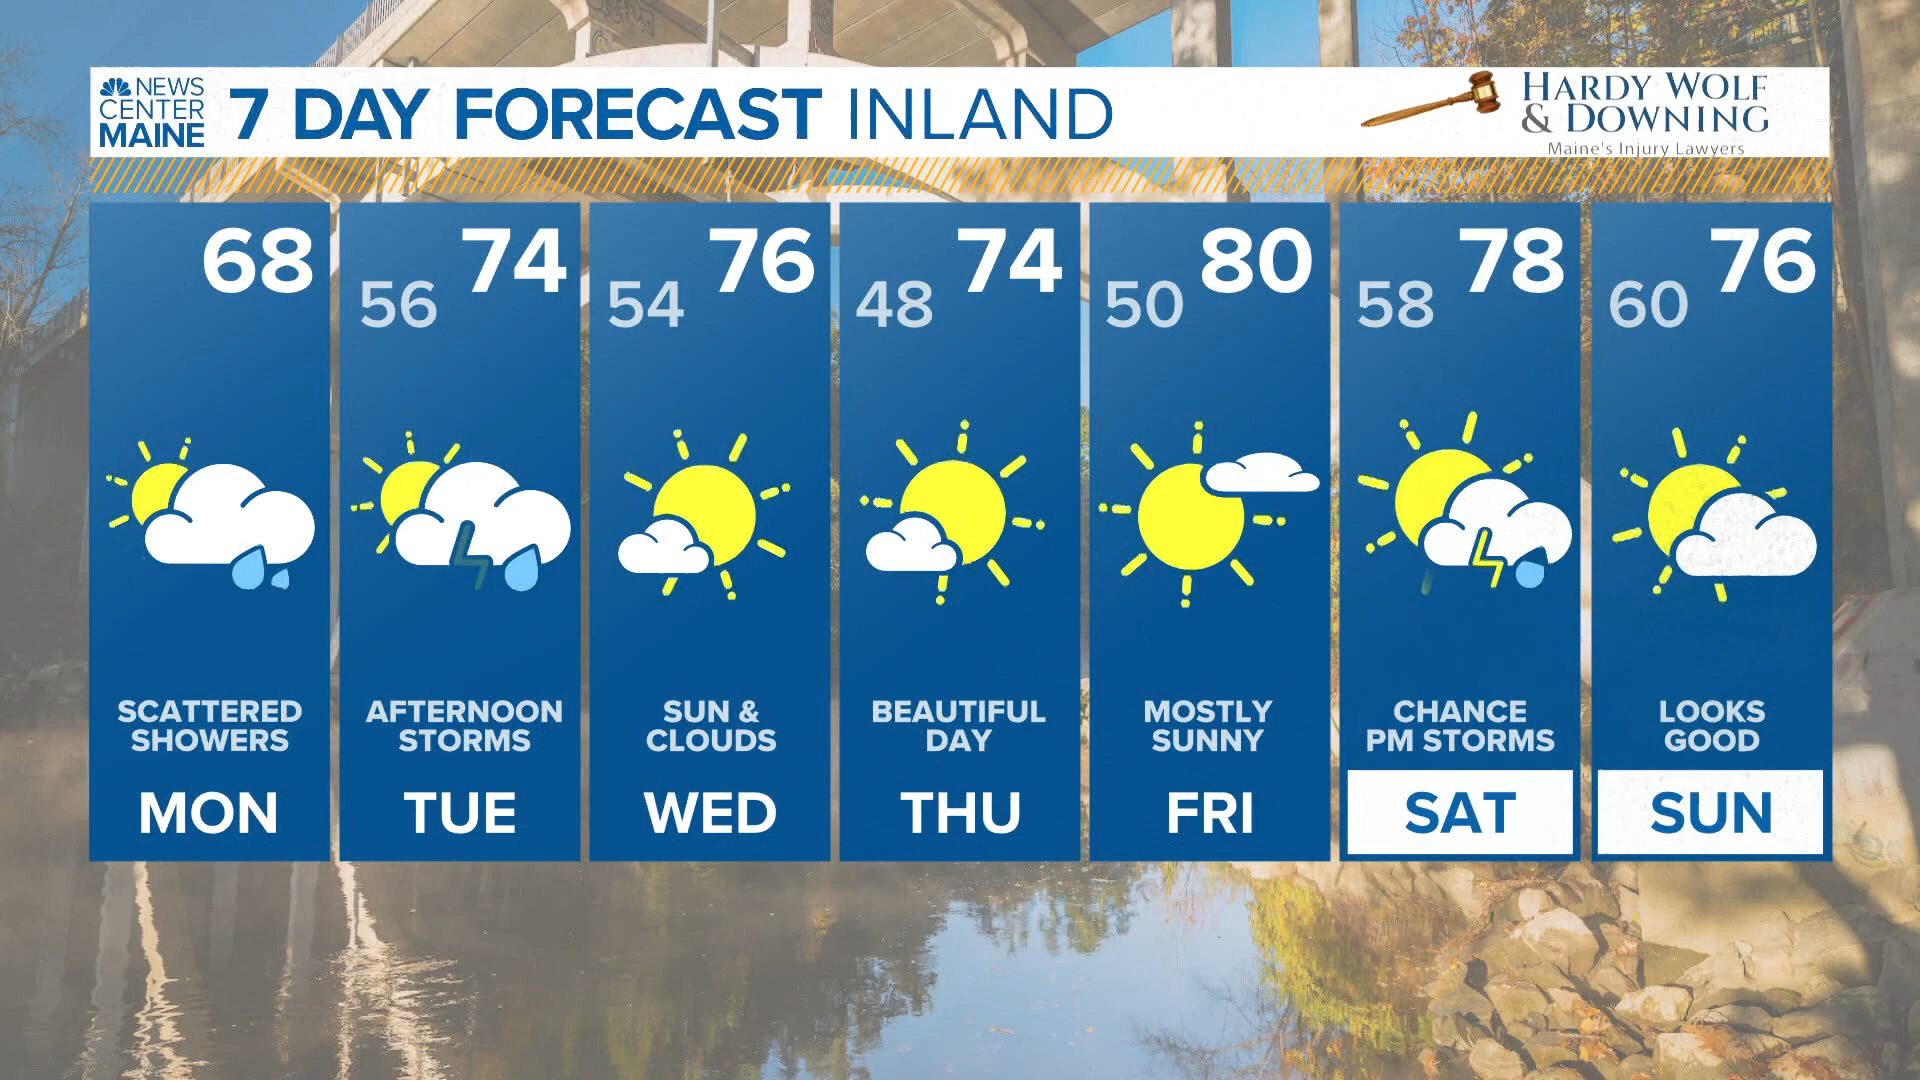 NEWS
CENTER
MAINE
7 DAY FORECAST INLAND
HARDY WOLF
& DOWNING
Maine's Injury Lawyers
68
56 74
54 76
48 74
50 80
58 78
60 76
SCATTERED
SHOWERS
AFTERNOON
STORMS
SUN &
CLOUDS
BEAUTIFUL
DAY
MOSTLY
SUNNY
CHANCE
PM STORMS
LOOKS
GOOD
MON
TUE
WED
THU
FRI
SAT
SUN